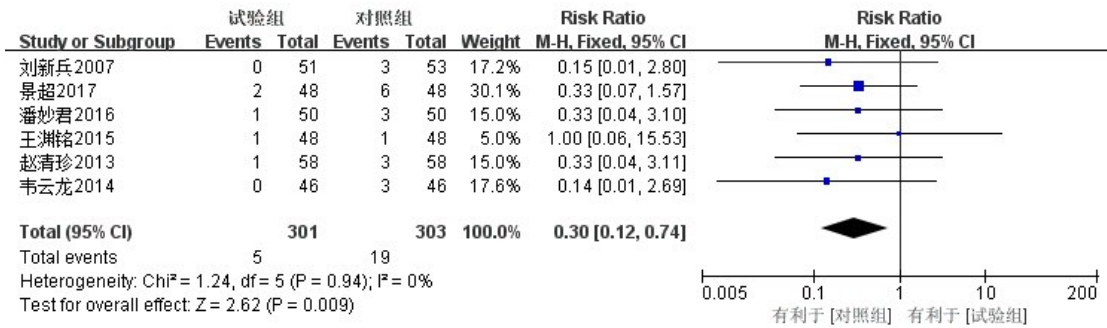 试验组 对照组 Risk Ratio Risk Ratio
Study or Subgroup Events Total Events Total Weight M-H, Fixed, 95% CI M-H, Fixed, 95% CI
刘新兵2007 0 51 3 53 17.2% 0.15 [0.01, 2.80]
景超2017 2 48 6 48 30.1% 0.33 [0.07, 1.57]
潘妙君2016 1 50 3 50 15.0% 0.33 [0.04, 3.10]
王渊铭2015 1 48 1 48 5.0% 1.00 [0.06, 15.53]
赵清珍2013 1 58 3 58 15.0% 0.33 [0.04, 3.11]
韦云龙2014 0 46 3 46 17.6% 0.14 [0.01, 2.69]
Total (95% CI) 301 303 100.0% 0.30 [0.12, 0.74]
Total events 5 19
Heterogeneity: Chi² = 1.24, df = 5 (P = 0.94); I² = 0%
Test for overall effect: Z = 2.62 (P = 0.009)
0.005 0.1 1 10 200
有利于 [对照组] 有利于 [试验组]